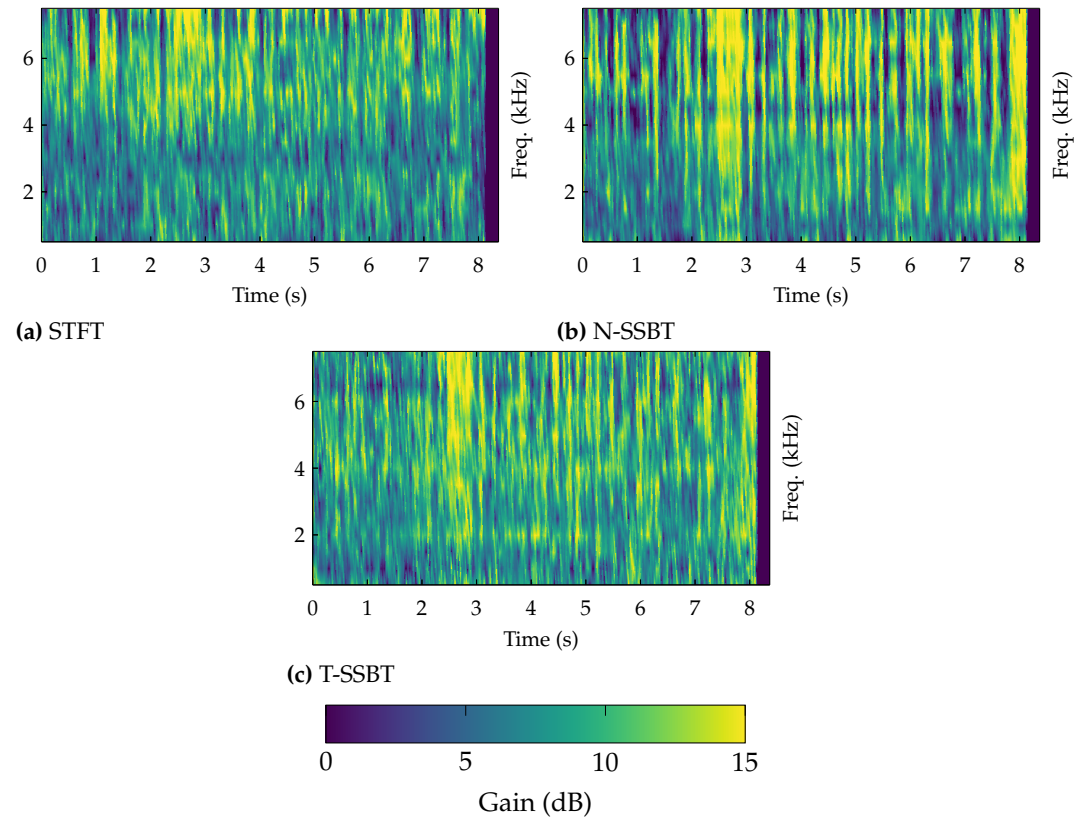 6
4
2
Freq. (kHz)
0 1 2 3 4 5 6 7 8
Time (s)
(a) STFT
6
4
2
Freq. (kHz)
0 1 2 3 4 5 6 7 8
Time (s)
(b) N-SSBT
6
4
2
Freq. (kHz)
0 1 2 3 4 5 6 7 8
Time (s)
(c) T-SSBT
0 5 10 15
Gain (dB)